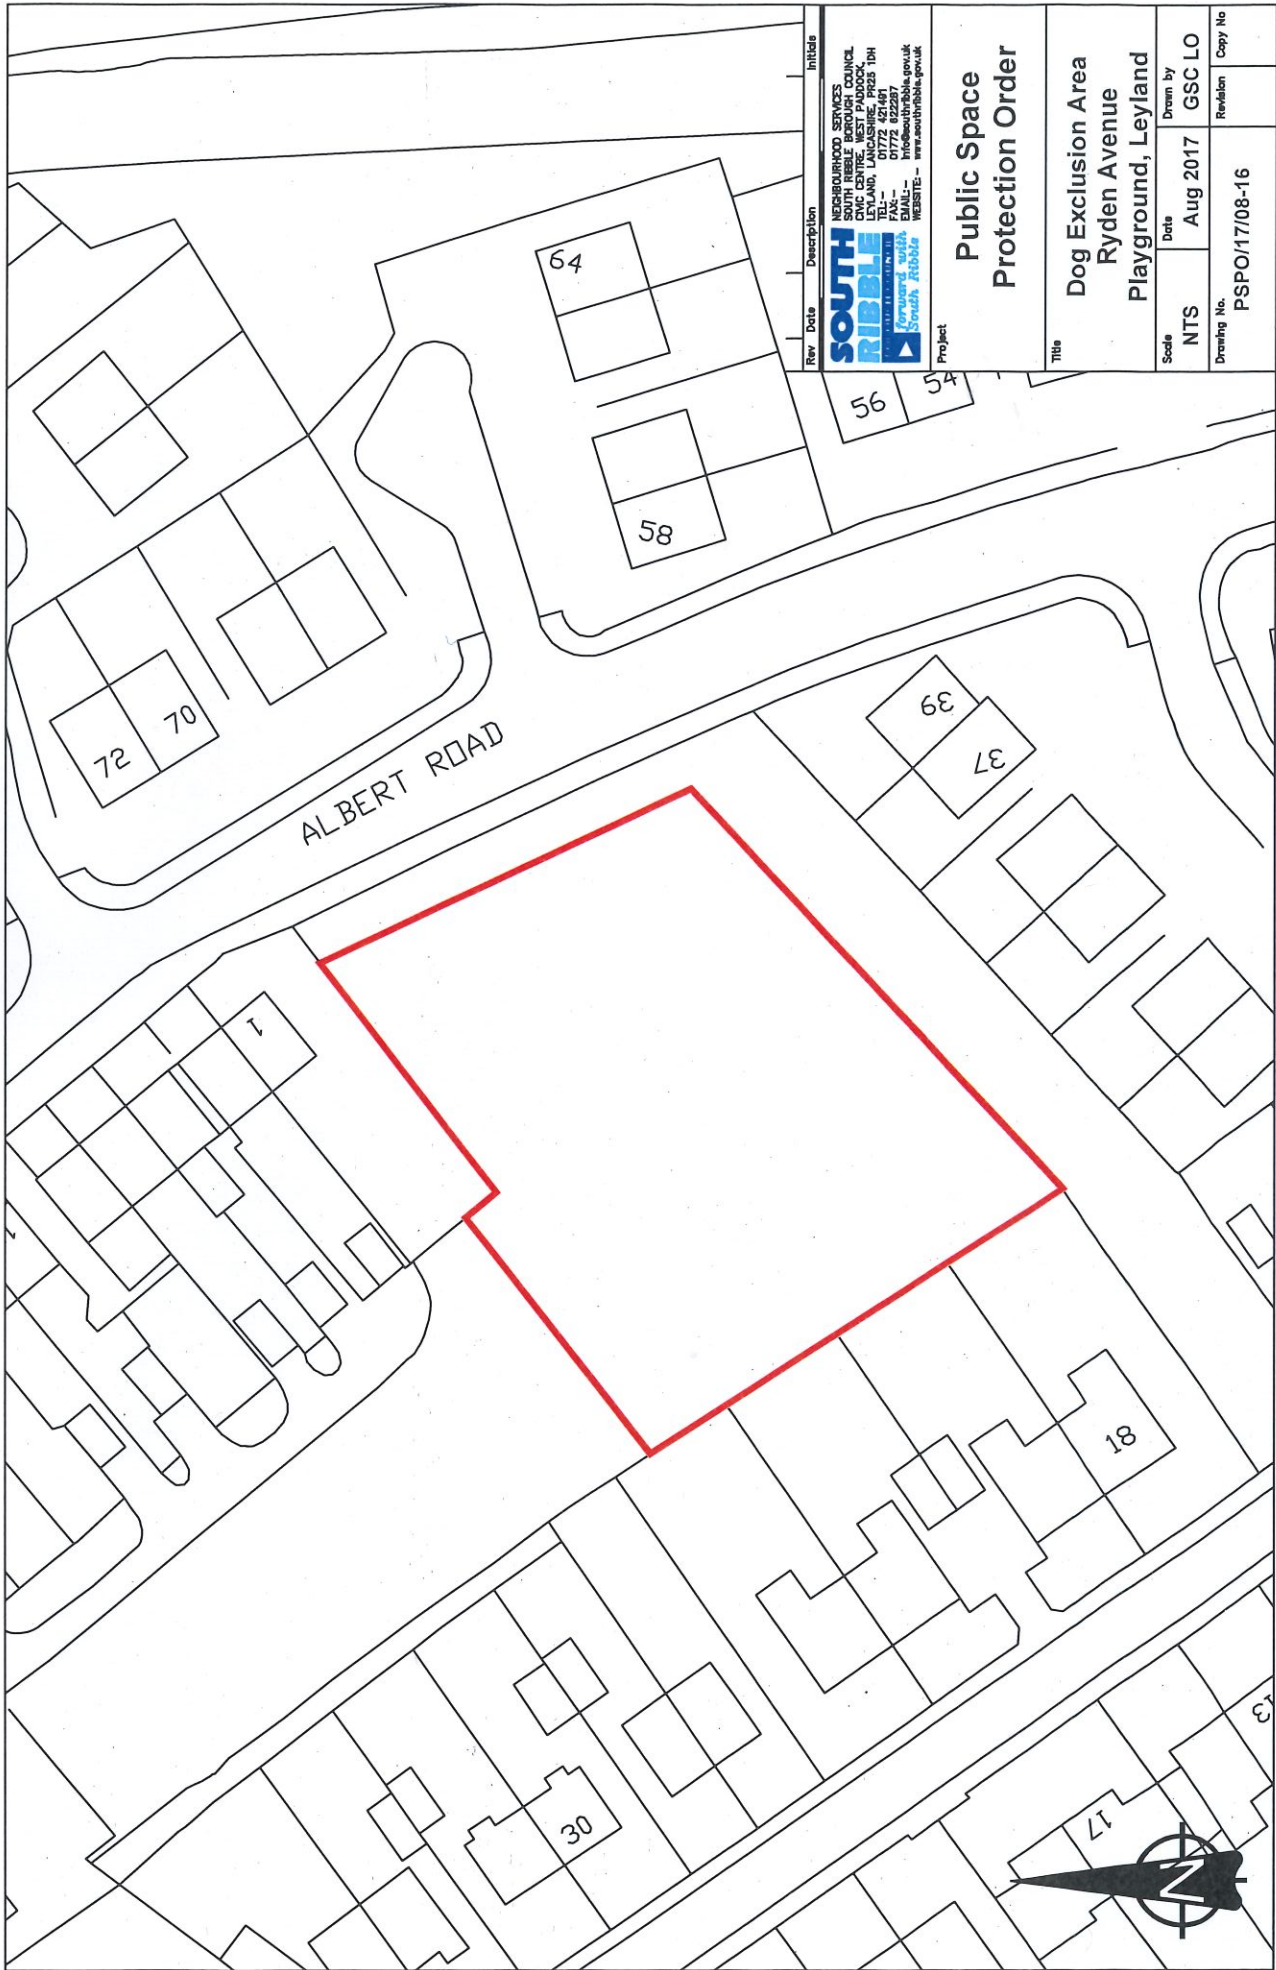 72
70
64
58
56
54
ALBERT ROAD
39
37
1
18
30
17
13
N
Rev Date Description Initials
SOUTH
RIBBLE
BOROUGH COUNCIL
forward with
South Ribble
NEIGHBOURHOOD SERVICES
SOUTH RIBBLE BOROUGH COUNCIL
CIVIC CENTRE, WEST PADDOCK,
LEYLAND, LANCASHIRE, PR25 1DH
TEL:- 01772 421491
FAX:- 01772 622287
EMAIL:- info@southribble.gov.uk
WEBSITE:- www.southribble.gov.uk
Project
Public Space
Protection Order
Title
Dog Exclusion Area
Ryden Avenue
Playground, Leyland
Scale Date Drawn by
NTS Aug 2017 GSC LO
Drawing No. Revision Copy No
PSPO/17/08-16